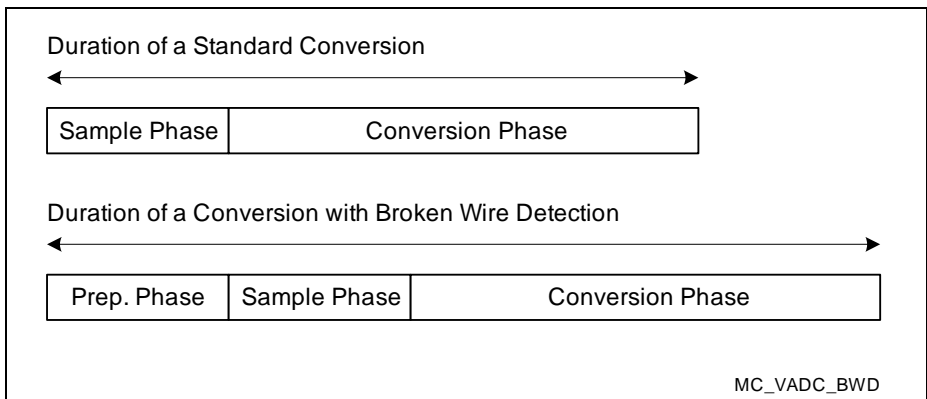 Duration of a Standard Conversion
Sample Phase Conversion Phase
Duration of a Conversion with Broken Wire Detection
Prep. Phase Sample Phase Conversion Phase
MC_VADC_BWD